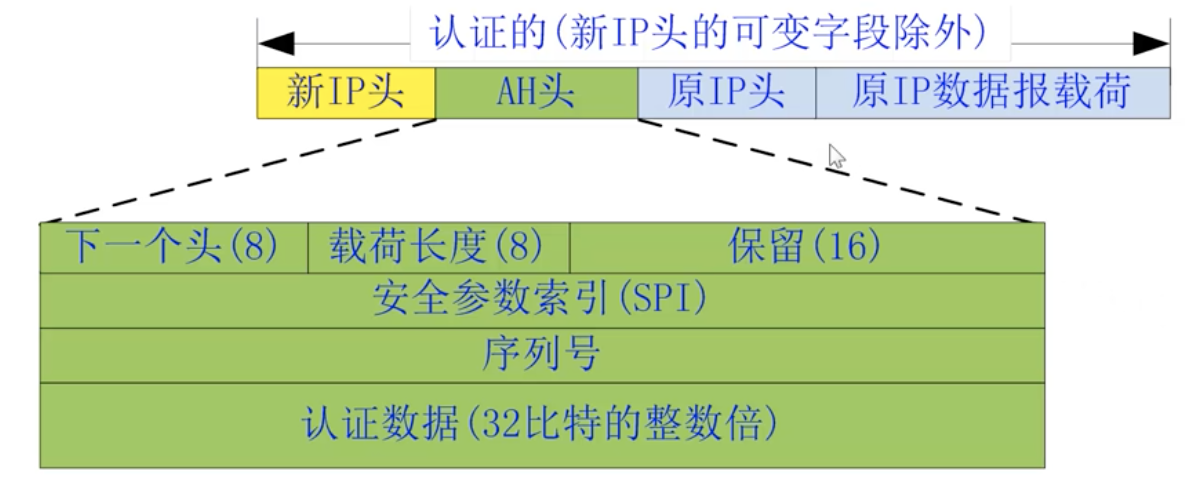 认证的(新IP头的可变字段除外)
新IP头 AH头 原IP头 原IP数据报载荷
下一个头(8) 载荷长度(8) 保留(16)
安全参数索引(SPI)
序列号
认证数据(32比特的整数倍)